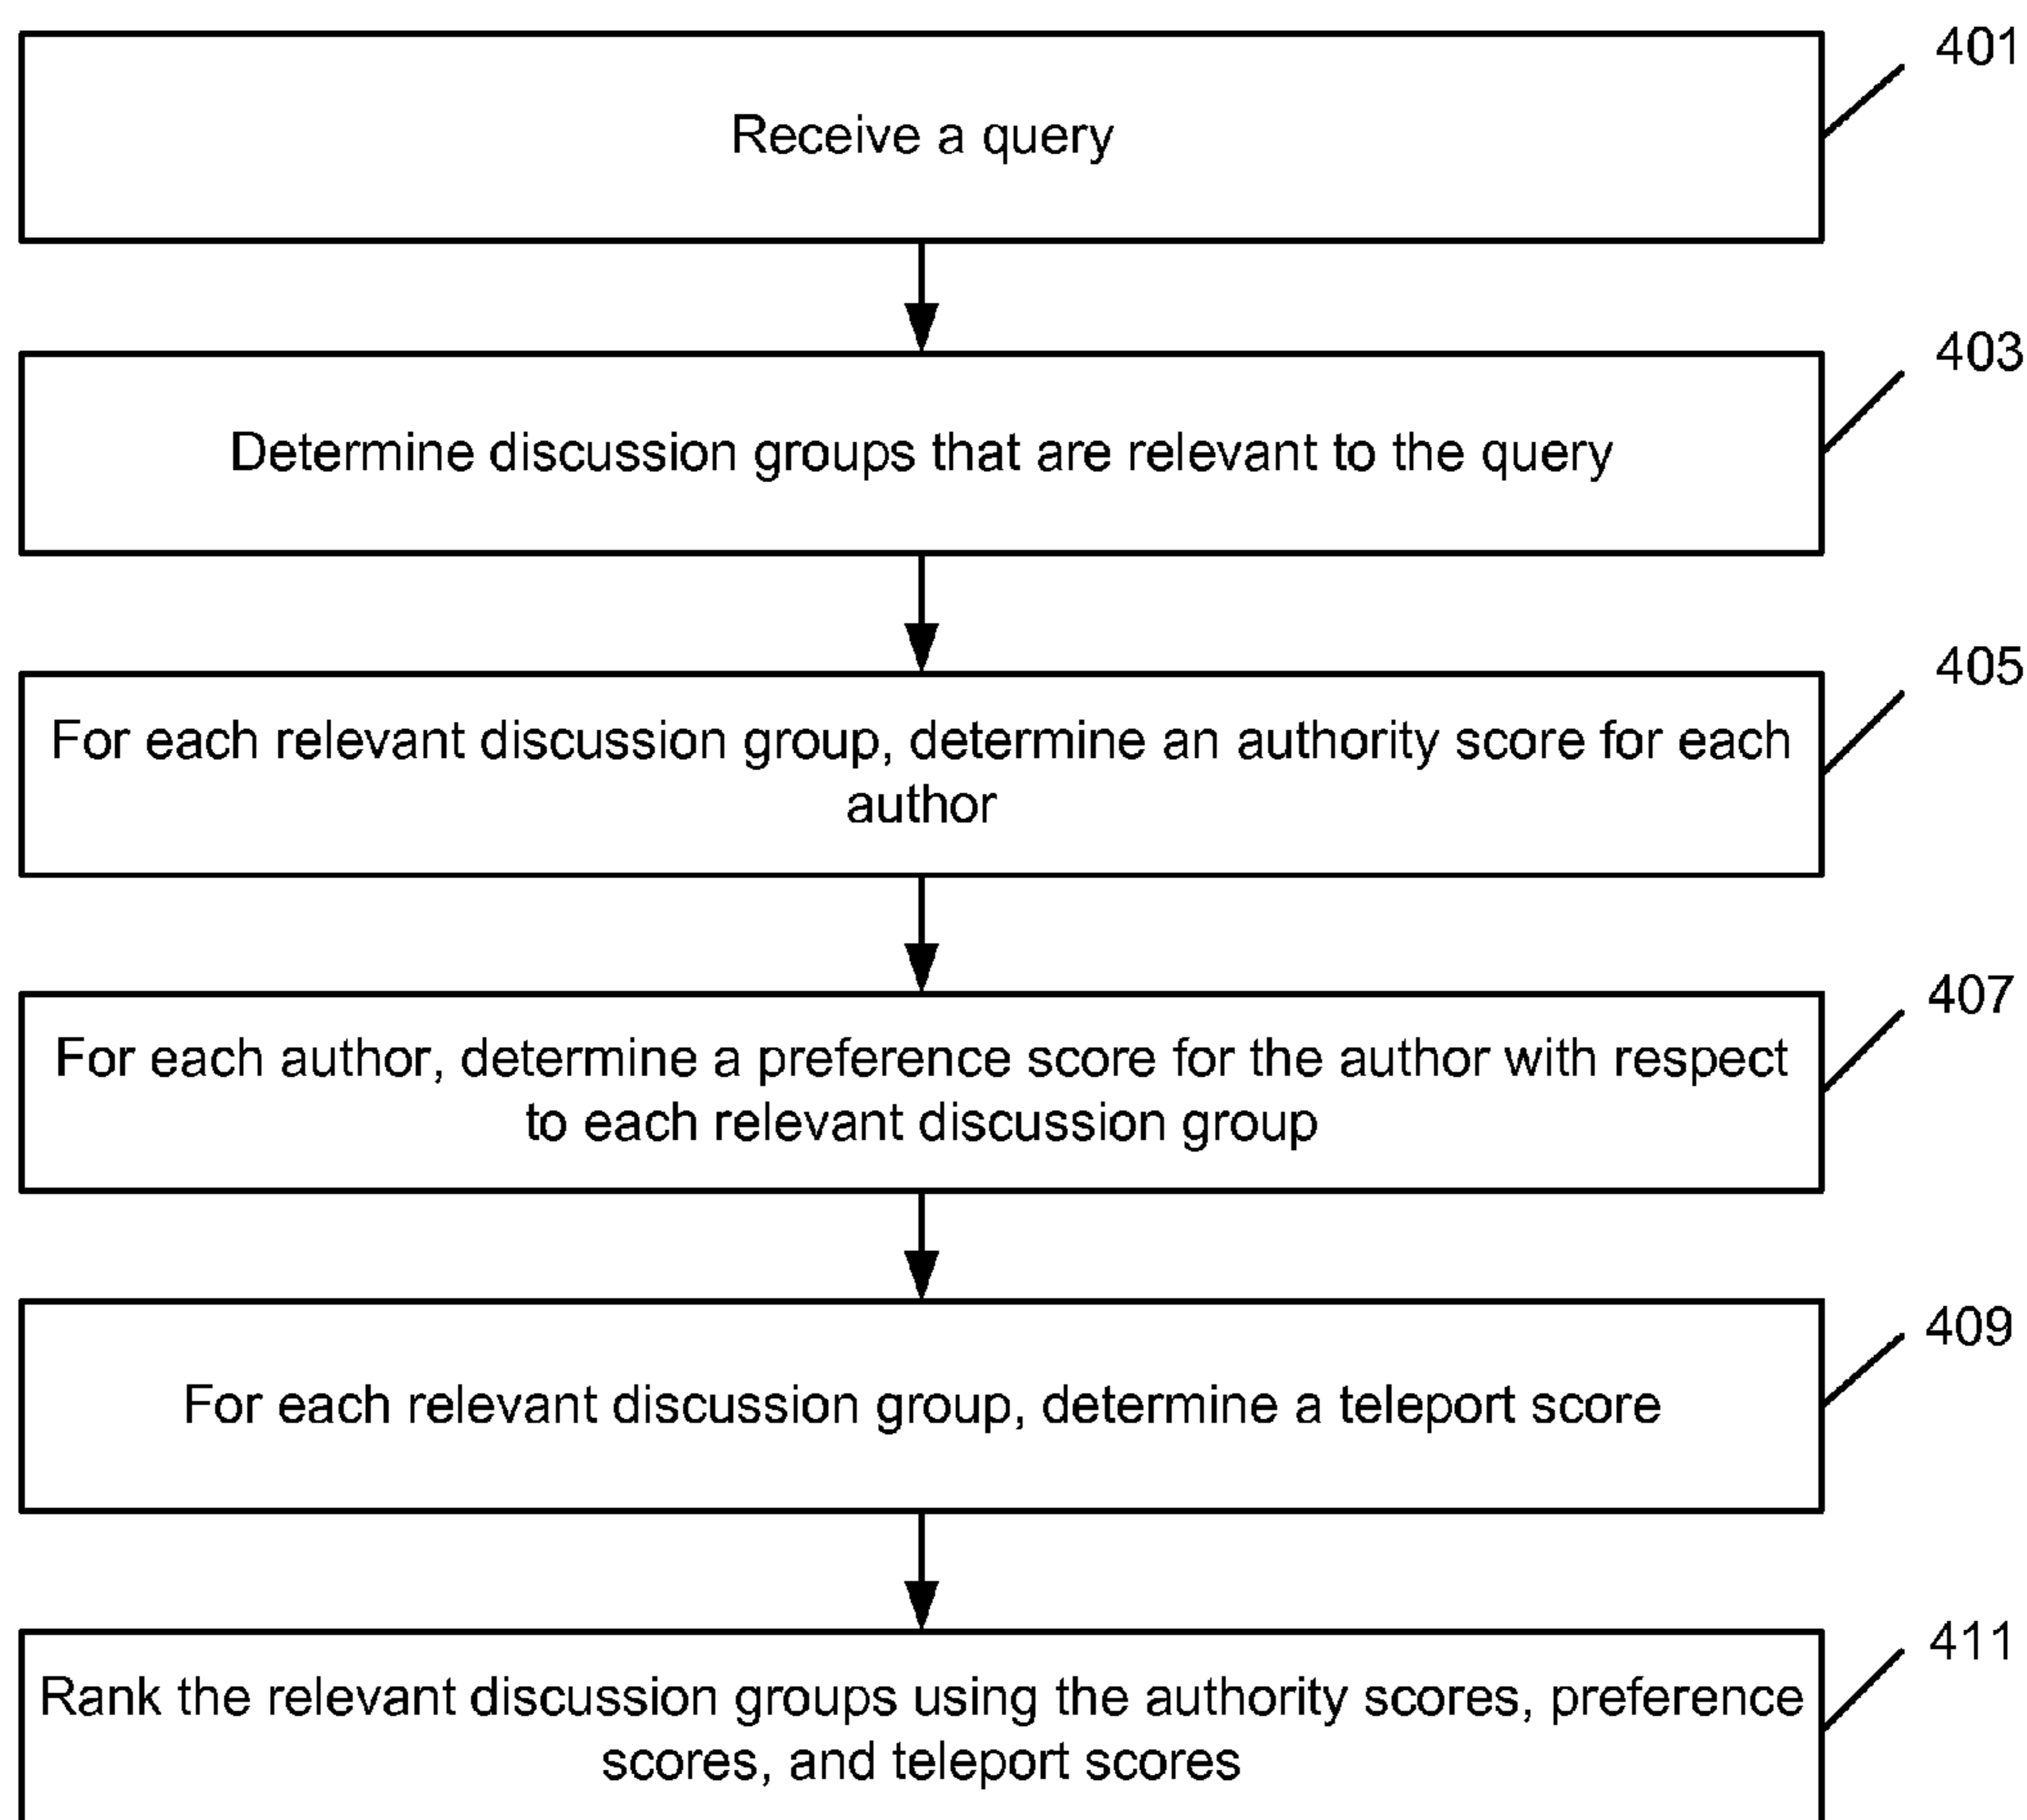 401
Receive a query
403
Determine discussion groups that are relevant to the query
405
For each relevant discussion group, determine an authority score for each
author
407
For each author, determine a preference score for the author with respect
to each relevant discussion group
409
For each relevant discussion group, determine a teleport score
411
Rank the relevant discussion groups using the authority scores, preference
scores, and teleport scores